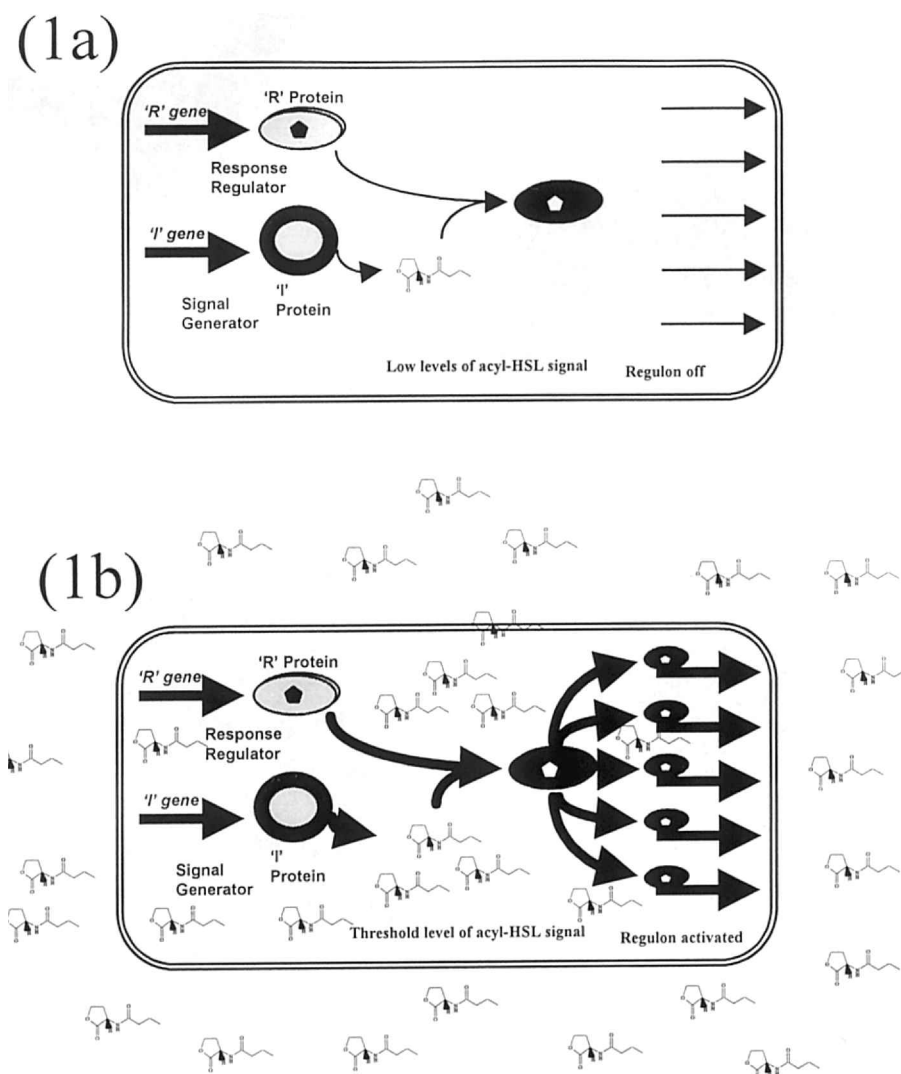 (1a)
'R' gene
'R' Protein
Response
Regulator
'I' gene
Signal
Generator
'I'
Protein
Low levels of acyl-HSL signal
Regulon off
(1b)
'R' gene
'R' Protein
Response
Regulator
'I' gene
Signal
Generator
'I'
Protein
Threshold level of acyl-HSL signal
Regulon activated